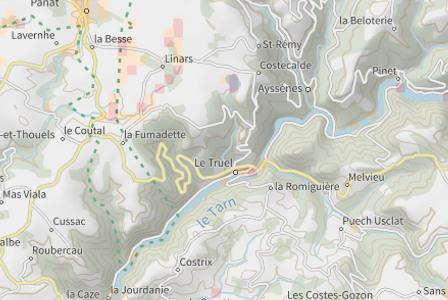 Panat
la Beloterie
Lavernhe
la Besse
St-Rémy
Linars
Costecalde
Pinet
Ayssènes
-et-Thouels
le Coutal
la Fumadette
Le Truel
Melvieu
la Romiguière
Mas Viala
le Tarn
Cussac
Puech Usclat
albe
Roubercau
Costrix
la Jourdanie
la Caze
Les Costes-Gozon
Sans